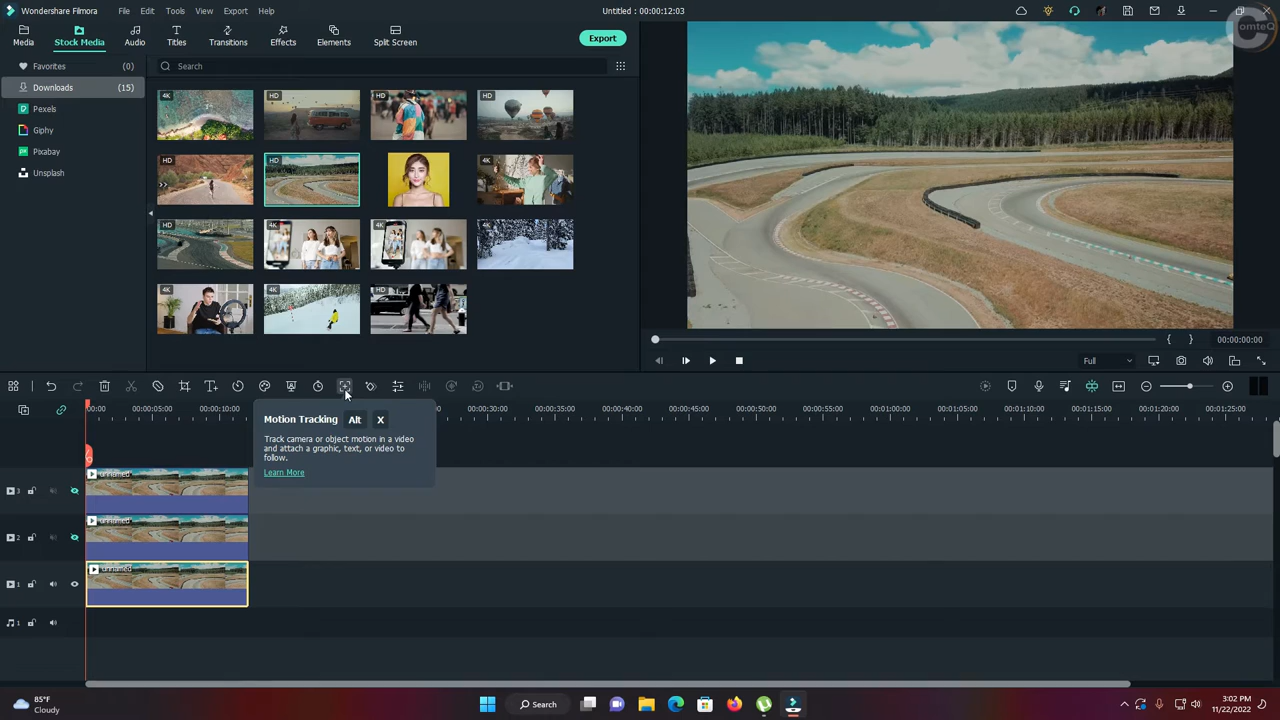 Wondershare Filmora
File
Edit
Tools
View
Export
Help
Untitled : 00:00:12:03
omteQ
Media
Stock Media
Audio
Titles
Transitions
Effects
Elements
Split Screen
Export
Favorites
(0)
Search
Downloads
(15)
Pexels
Giphy
Pixabay
Unsplash
4K
HD
HD
HD
HD
HD
4K
HD
4K
4K
4K
4K
4K
HD
00:00:00:00
Full
00:00
00:00:05:00
00:00:10:00
00:00:30:00
00:00:35:00
00:00:40:00
00:00:45:00
00:00:50:00
00:00:55:00
00:01:00:00
00:01:05:00
00:01:10:00
00:01:15:00
00:01:20:00
00:01:25:00
Motion Tracking
Alt
X
Track camera or object motion in a video
and attach a graphic, text, or video to
follow.
Learn More
unnamed
3
unnamed
2
unnamed
1
1
85°F
Cloudy
Search
3:02 PM
11/22/2022